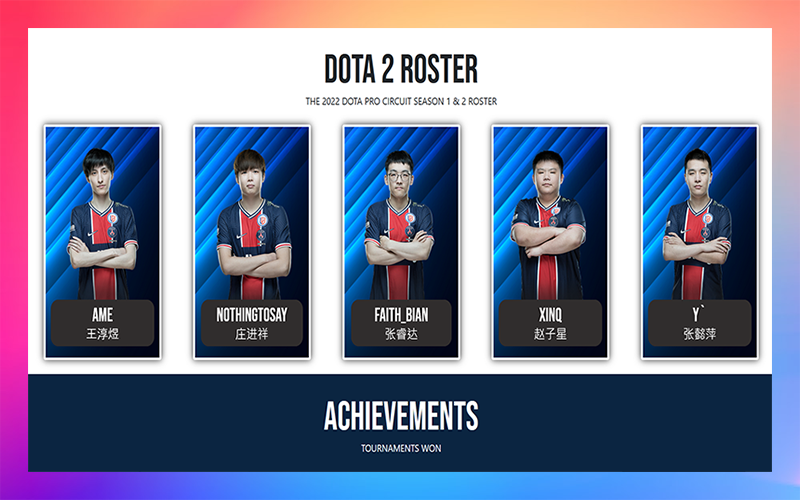 DOTA 2 ROSTER
THE 2022 DOTA PRO CIRCUIT SEASON 1 & 2 ROSTER
AME
王淳煜
NOTHINGTOSAY
庄进祥
FAITH_BIAN
张睿达
XINQ
赵子星
Y`
张懿萍
ACHIEVEMENTS
TOURNAMENTS WON